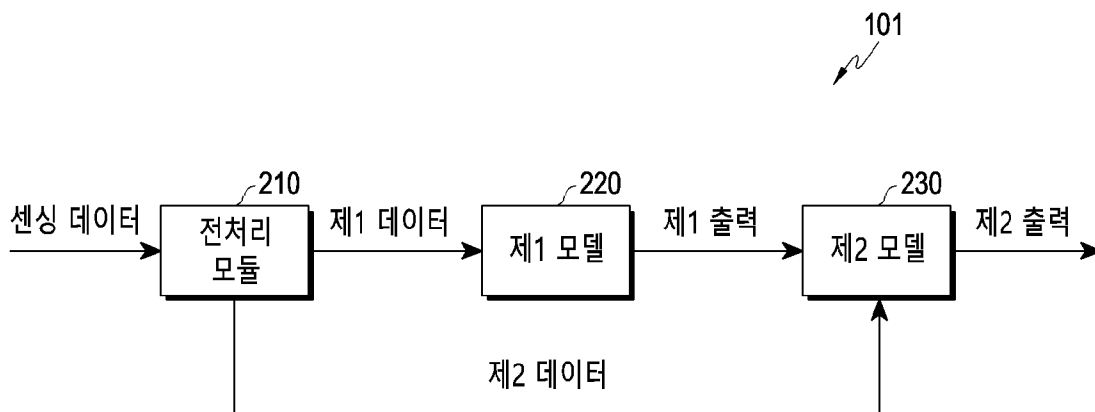 101
210
220
230
센싱 데이터
전처리
모듈
제1 데이터
제1 모델
제1 출력
제2 모델
제2 출력
제2 데이터